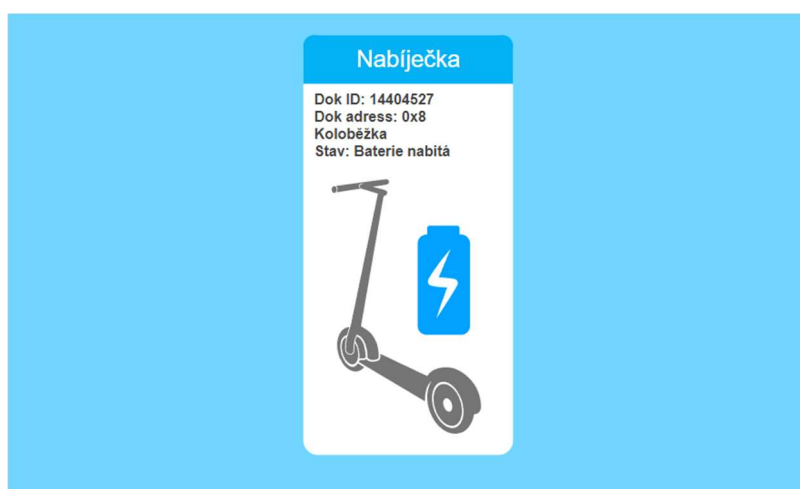 Nabíječka
Dok ID: 14404527
Dok adress: 0x8
Koloběžka
Stav: Baterie nabitá